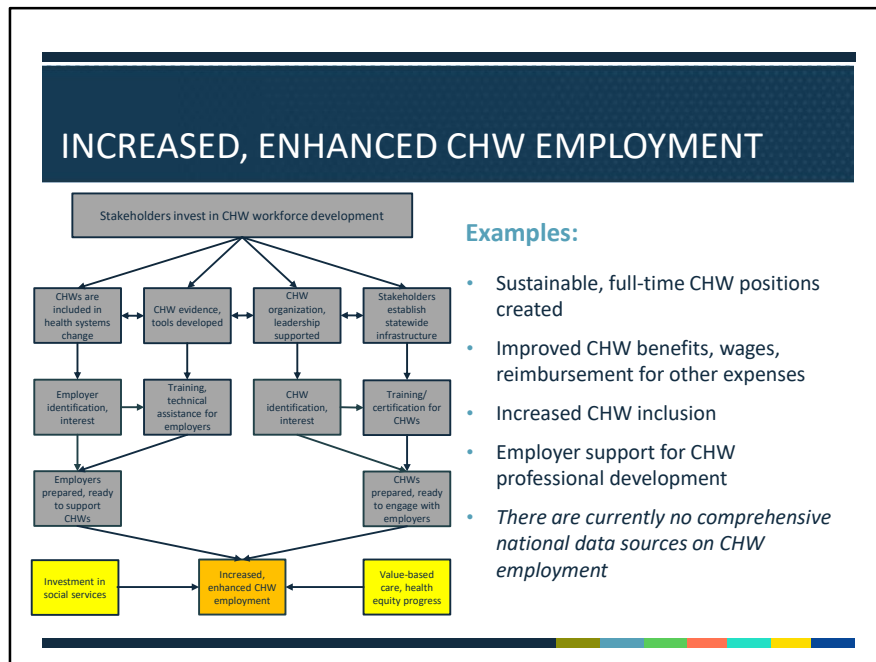 INCREASED, ENHANCED CHW EMPLOYMENT
Stakeholders invest in CHW workforce development
CHWs are
included in
health systems
change
CHW evidence,
tools developed
CHW
organization,
leadership
supported
Stakeholders
establish
statewide
infrastructure
Employer
identification,
interest
Training,
technical
assistance for
employers
CHW
identification,
interest
Training/
certification for
CHWs
Employers
prepared, ready
to support
CHWs
CHWs
prepared, ready
to engage with
employers
Investment in
social services
Increased,
enhanced CHW
employment
Value-based
care, health
equity progress
Examples:
• Sustainable, full-time CHW positions
created
• Improved CHW benefits, wages,
reimbursement for other expenses
• Increased CHW inclusion
• Employer support for CHW
professional development
• There are currently no comprehensive
national data sources on CHW
employment